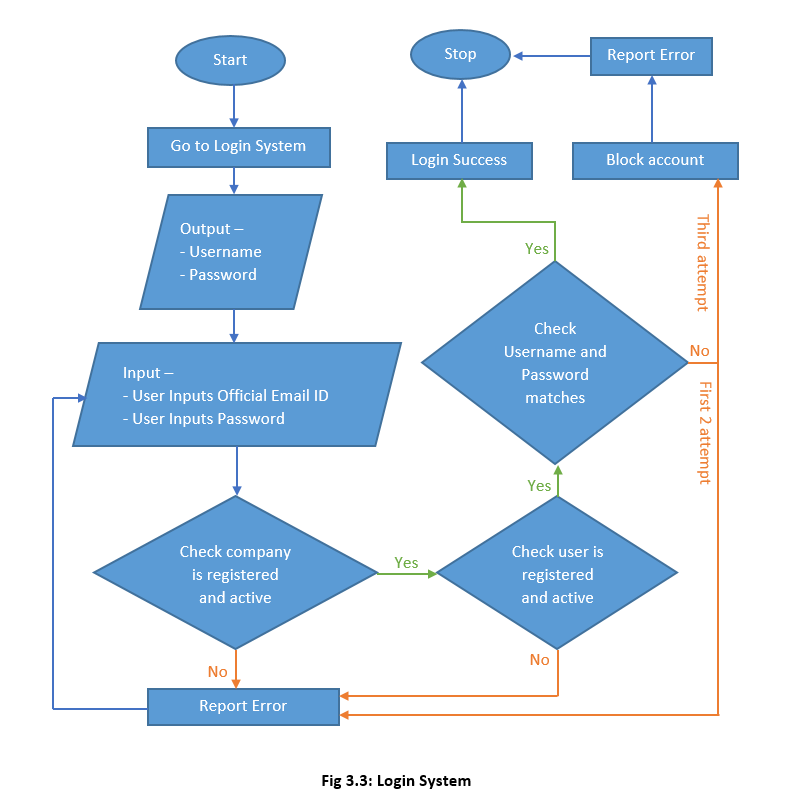 Start
Go to Login System
Output –
- Username
- Password
Input –
- User Inputs Official Email ID
- User Inputs Password
Check company
is registered
and active
Yes
No
Report Error
Check user is
registered
and active
Yes
No
Check
Username and
Password
matches
Yes
No
Third attempt
First 2 attempt
Login Success
Stop
Block account
Report Error
Fig 3.3: Login System